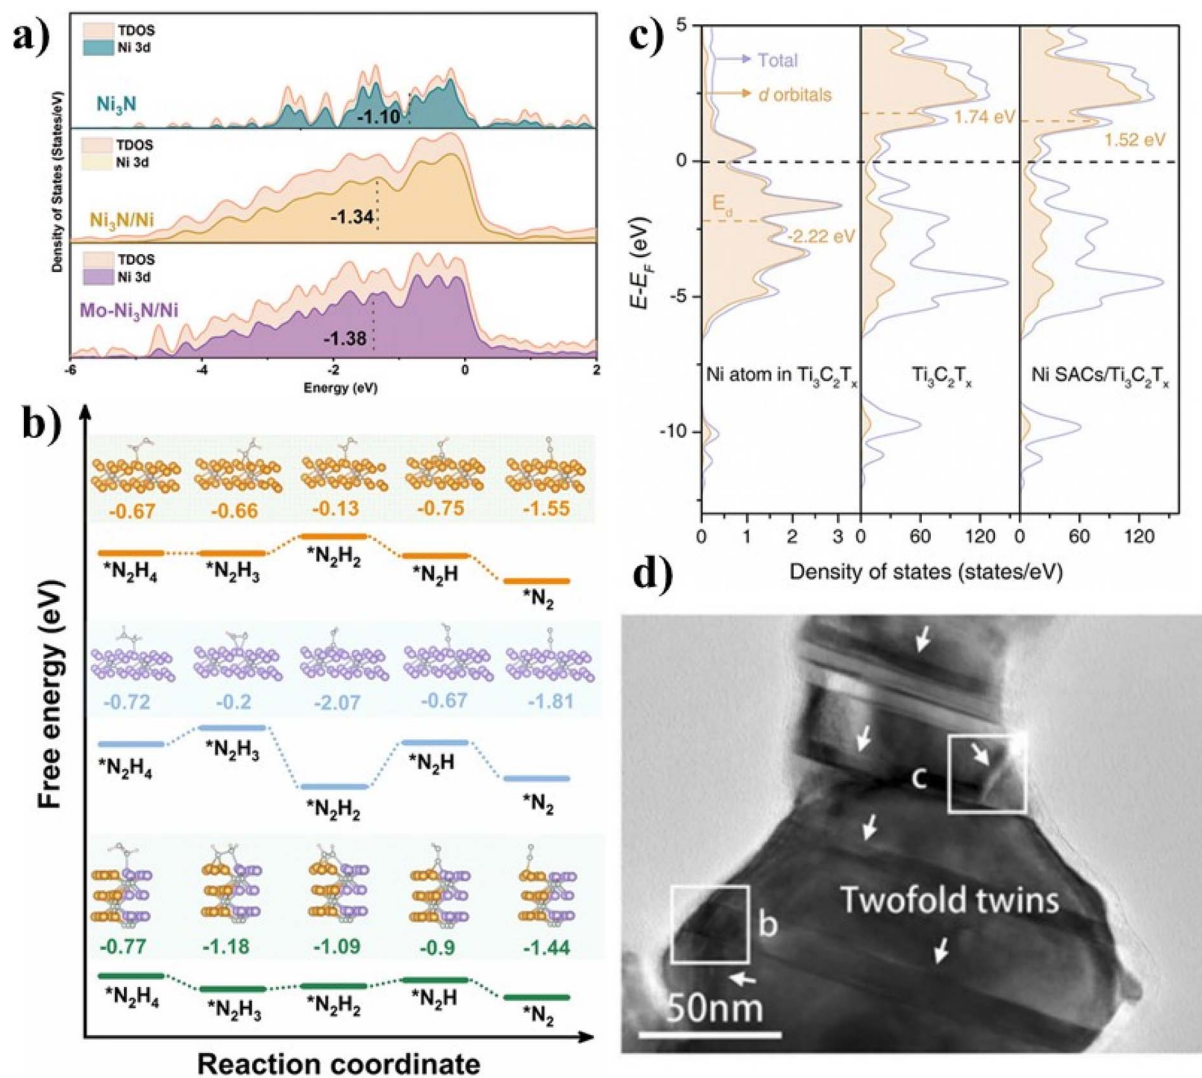 a)
TDOS
Ni 3d
Ni₃N
-1.10
TDOS
Ni 3d
Ni₃N/Ni
-1.34
TDOS
Ni 3d
Mo-Ni₃N/Ni
-1.38
Density of States (States/eV)
-6 -4 -2 0 2
Energy (eV)
b)
-0.67 -0.66 -0.13 -0.75 -1.55
*N₂H₄ *N₂H₃ *N₂H₂ *N₂H *N₂
-0.72 -0.2 -2.07 -0.67 -1.81
*N₂H₄ *N₂H₃ *N₂H₂ *N₂H *N₂
-0.77 -1.18 -1.09 -0.9 -1.44
*N₂H₄ *N₂H₃ *N₂H₂ *N₂H *N₂
Free energy (eV)
Reaction coordinate
c)
5
0
-5
-10
E-E_F (eV)
Total
d orbitals
E_d
-2.22 eV
1.74 eV
1.52 eV
Ni atom in Ti₃C₂Tₓ
Ti₃C₂Tₓ
Ni SACs/Ti₃C₂Tₓ
0 1 2 3 0 60 120 0 60 120
Density of states (states/eV)
d)
c
Twofold twins
b
50nm